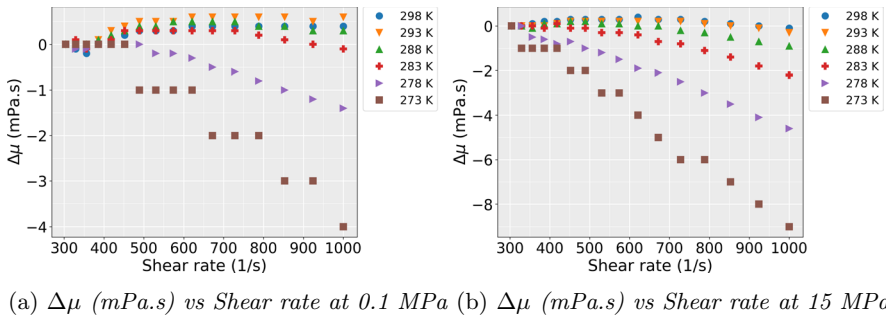 0
−1
−2
−3
−4
Δμ (mPa.s)
300 400 500 600 700 800 900 1000
Shear rate (1/s)
298 K
293 K
288 K
283 K
278 K
273 K
0
−2
−4
−6
−8
Δμ (mPa.s)
300 400 500 600 700 800 900 1000
Shear rate (1/s)
298 K
293 K
288 K
283 K
278 K
273 K
(a) Δμ (mPa.s) vs Shear rate at 0.1 MPa (b) Δμ (mPa.s) vs Shear rate at 15 MPa